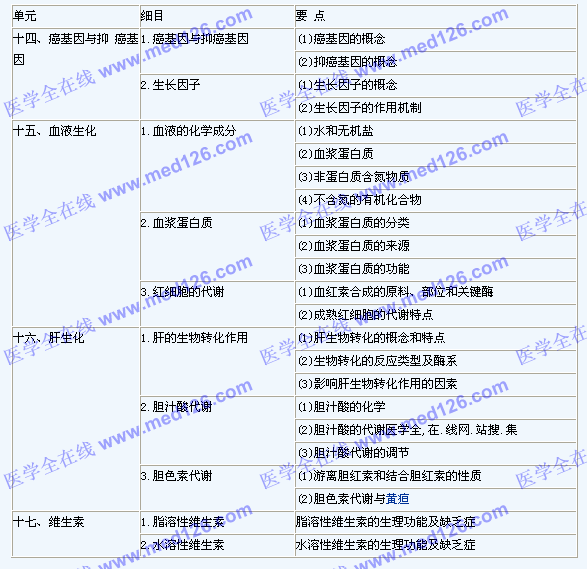 单元 细目 要 点
十四、癌基因与抑 癌基因 1.癌基因与抑癌基因 (1)癌基因的概念
(2)抑癌基因的概念
2.生长因子 (1)生长因子的概念
(2)生长因子的作用机制
十五、血液生化 1.血液的化学成分 (1)水和无机盐
(2)血浆蛋白质
(3)非蛋白质含氮物质
(4)不含氮的有机化合物
2.血浆蛋白质 (1)血浆蛋白质的分类
(2)血浆蛋白质的来源
(3)血浆蛋白质的功能
3.红细胞的代谢 (1)血红素合成的原料、部位和关键酶
(2)成熟红细胞的代谢特点
十六、肝生化 1.肝的生物转化作用 (1)肝生物转化的概念和特点
(2)生物转化的反应类型及酶系
(3)影响肝生物转化作用的因素
2.胆汁酸代谢 (1)胆汁酸的化学
(2)胆汁酸的代谢医学全,在.线网.站搜.集
(3)胆汁酸代谢的调节
3.胆色素代谢 (1)游离胆红素和结合胆红素的性质
(2)胆色素代谢与黄疸
十七、维生素 1.脂溶性维生素 脂溶性维生素的生理功能及缺乏症
2.水溶性维生素 水溶性维生素的生理功能及缺乏症
医学全在线 www.med126.com